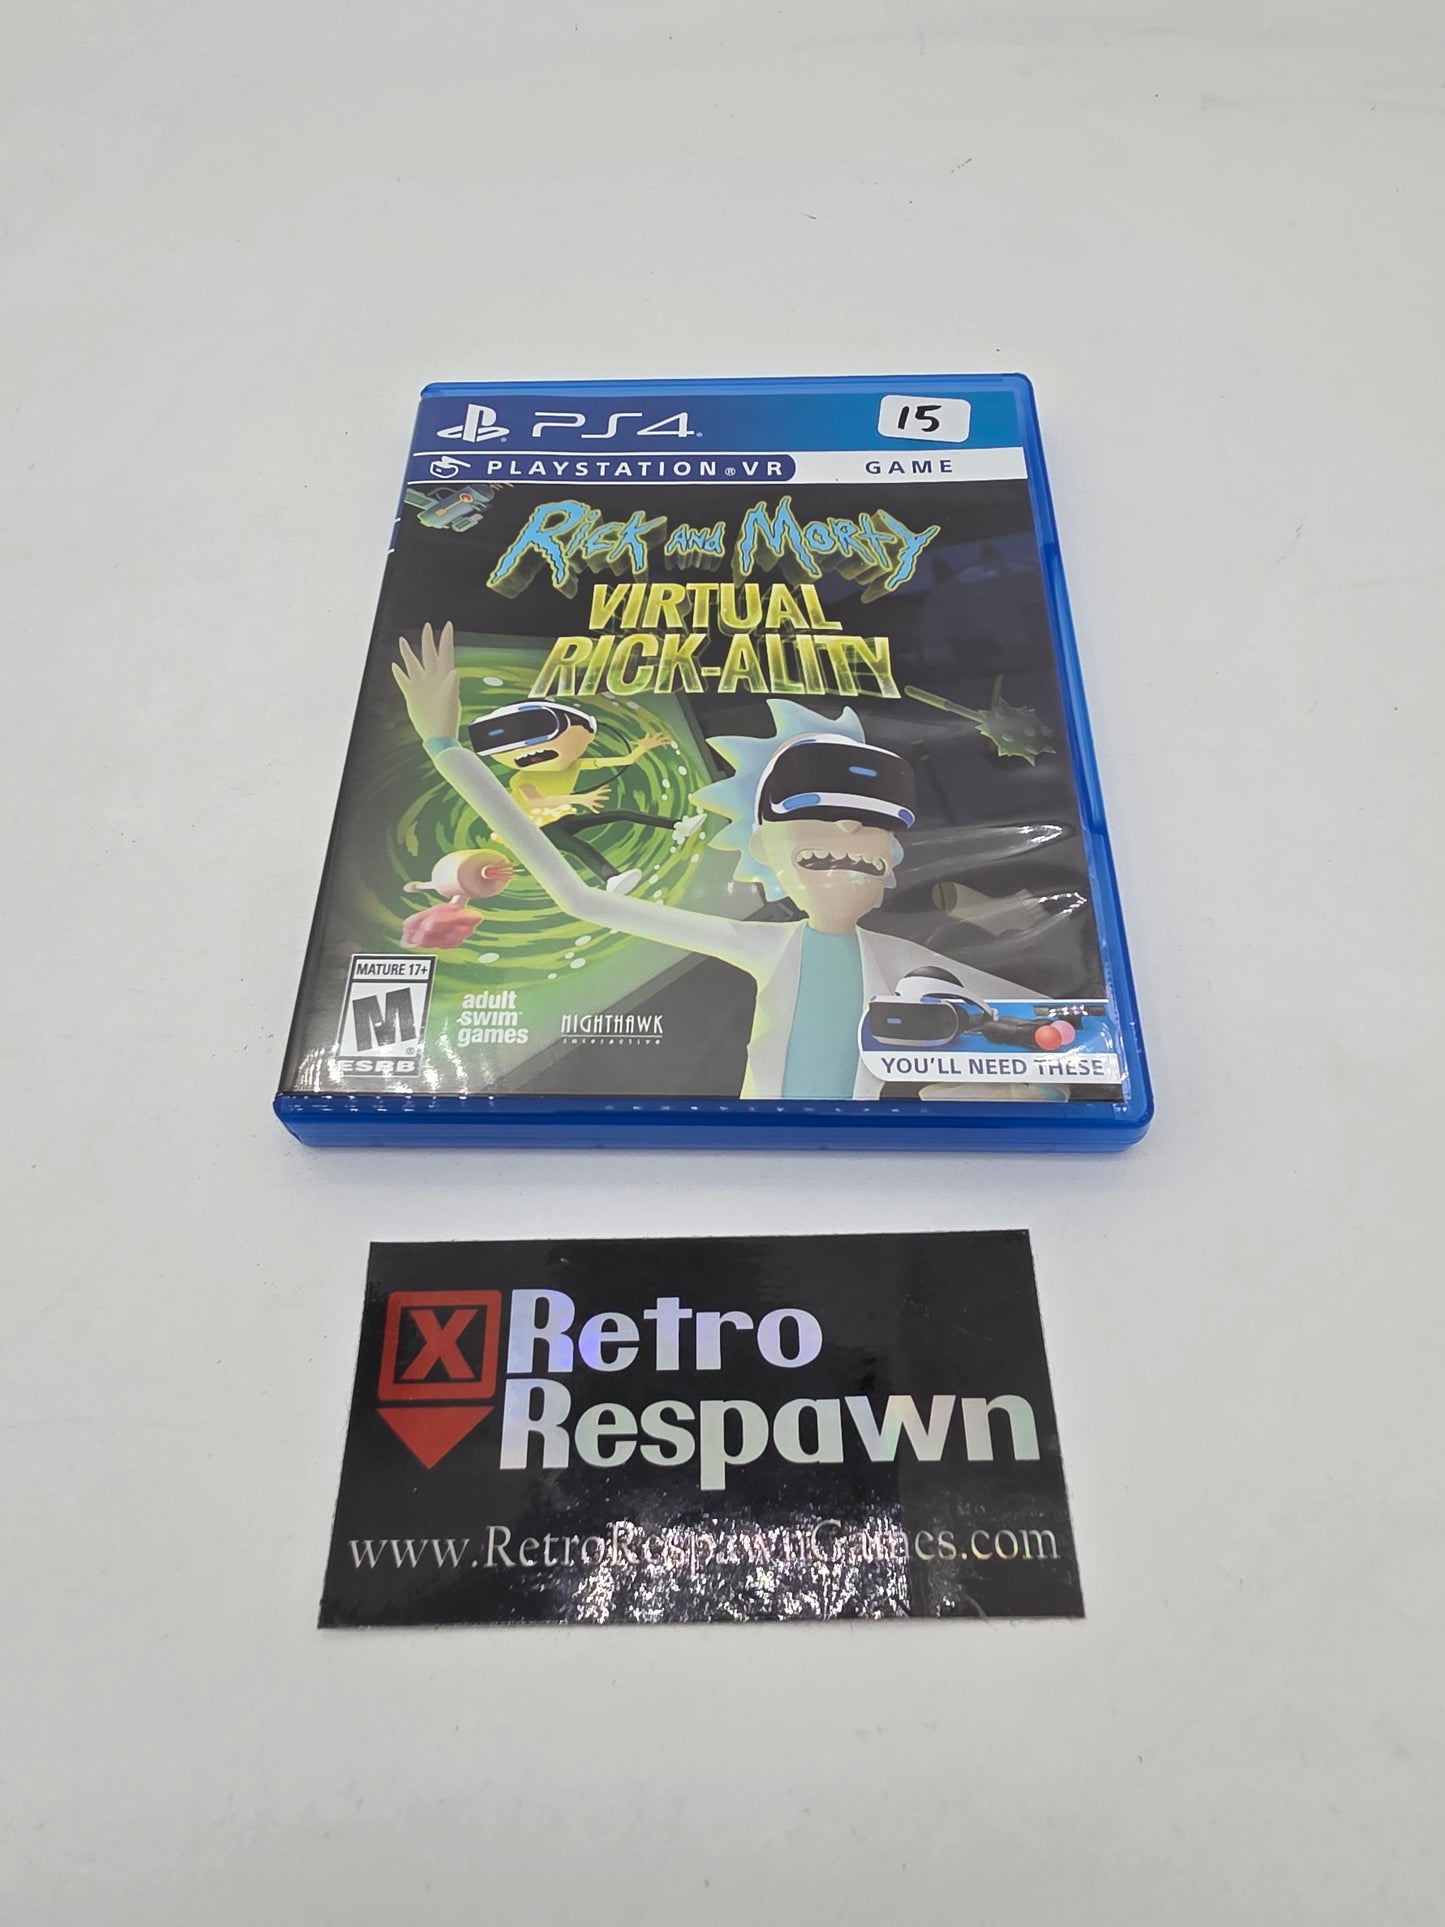 PS4
15
PLAYSTATION®VR
GAME
RICK AND MORTY
VIRTUAL
RICK-ALITY
MATURE 17+
M
ESRB
adult
swim
games
NIGHTHAWK
interactive
YOU'LL NEED THESE
X
Retro
Respawn
www.RetroRespawnGames.com